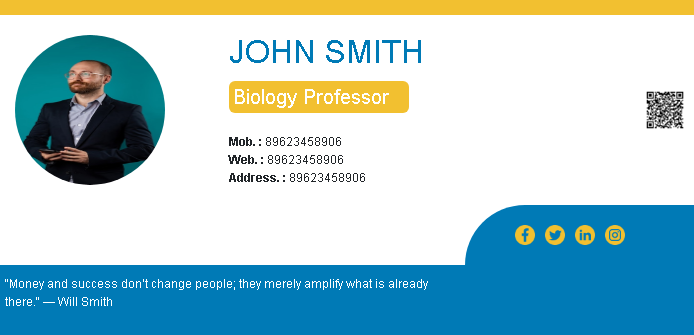 JOHN SMITH
Biology Professor
Mob. : 89623458906
Web. : 89623458906
Address. : 89623458906
"Money and success don't change people; they merely amplify what is already
there." — Will Smith